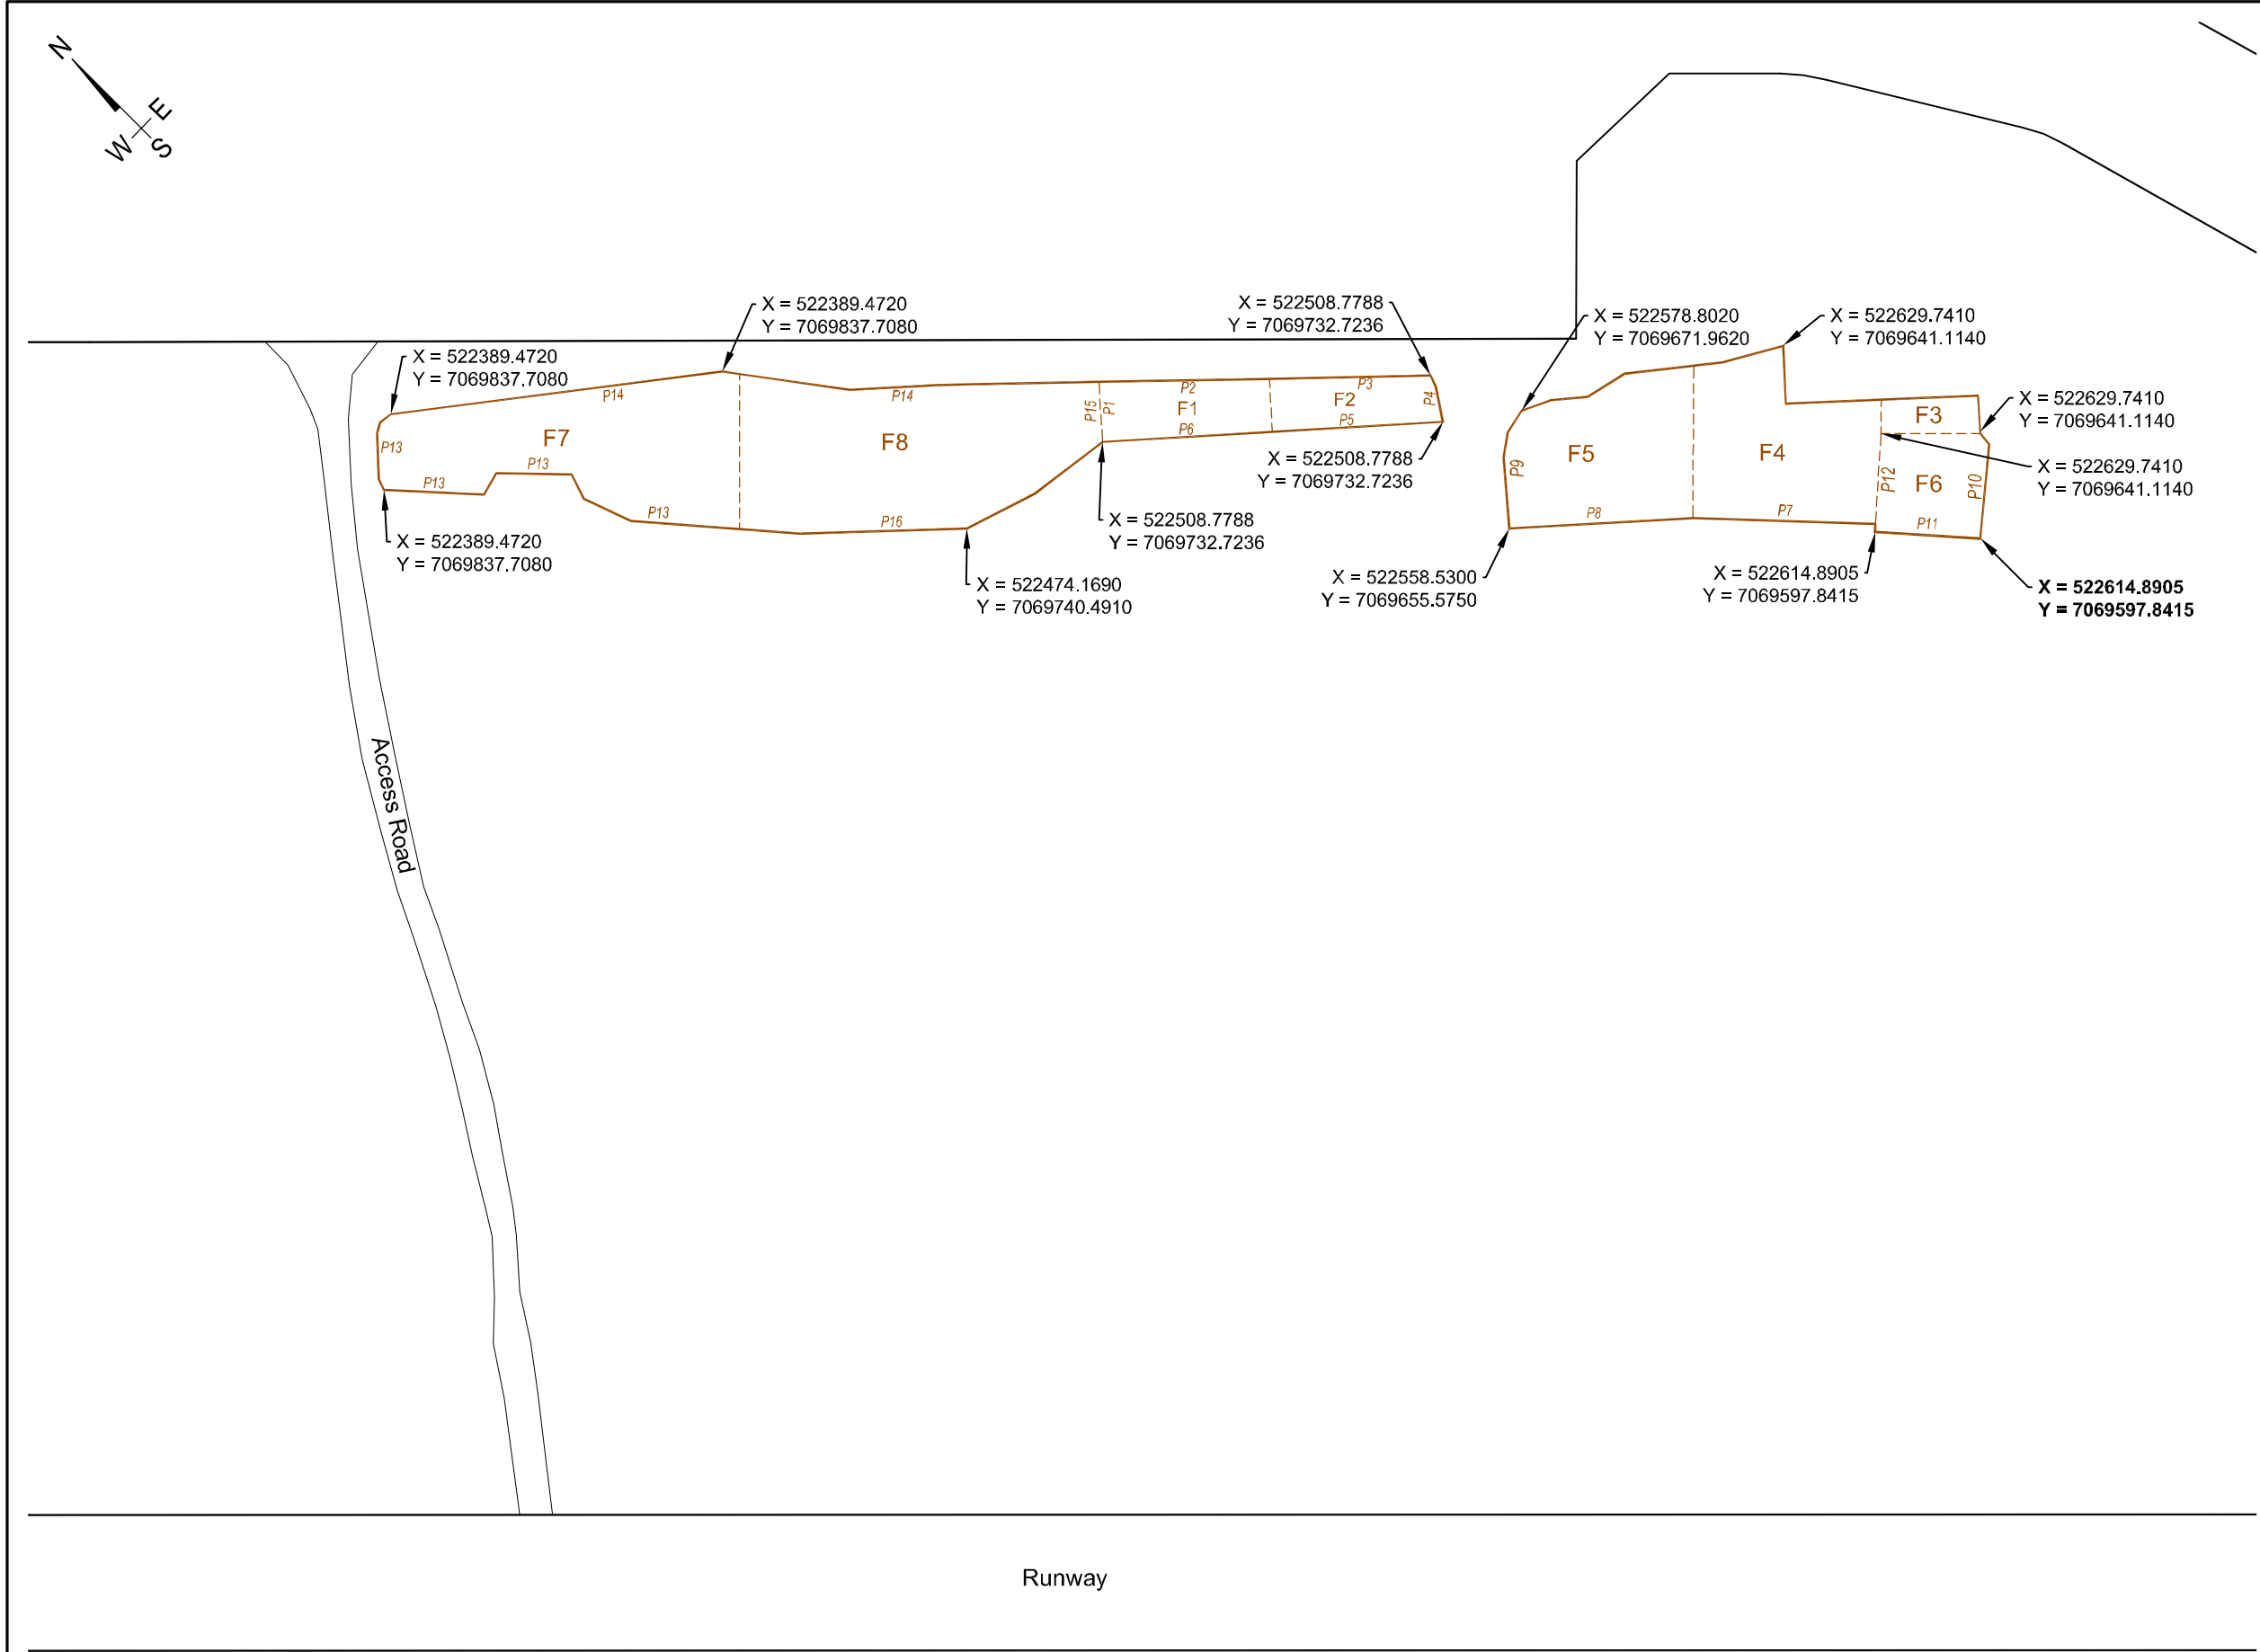 N
E
W
S
X = 522389.4720
Y = 7069837.7080
X = 522508.7788
Y = 7069732.7236
X = 522578.8020
Y = 7069671.9620
X = 522629.7410
Y = 7069641.1140
X = 522389.4720
Y = 7069837.7080
P14
P14
P15
P1
P2
P3
P4
F1
F2
P6
P5
P13
F7
F8
P13
P13
P13
P16
X = 522629.7410
Y = 7069641.1140
F3
F5
F4
P9
P12
F6
P10
X = 522629.7410
Y = 7069641.1140
P8
P7
P11
X = 522508.7788
Y = 7069732.7236
X = 522508.7788
Y = 7069732.7236
X = 522389.4720
Y = 7069837.7080
X = 522474.1690
Y = 7069740.4910
X = 522558.5300
Y = 7069655.5750
X = 522614.8905
Y = 7069597.8415
X = 522614.8905
Y = 7069597.8415
Access Road
Runway